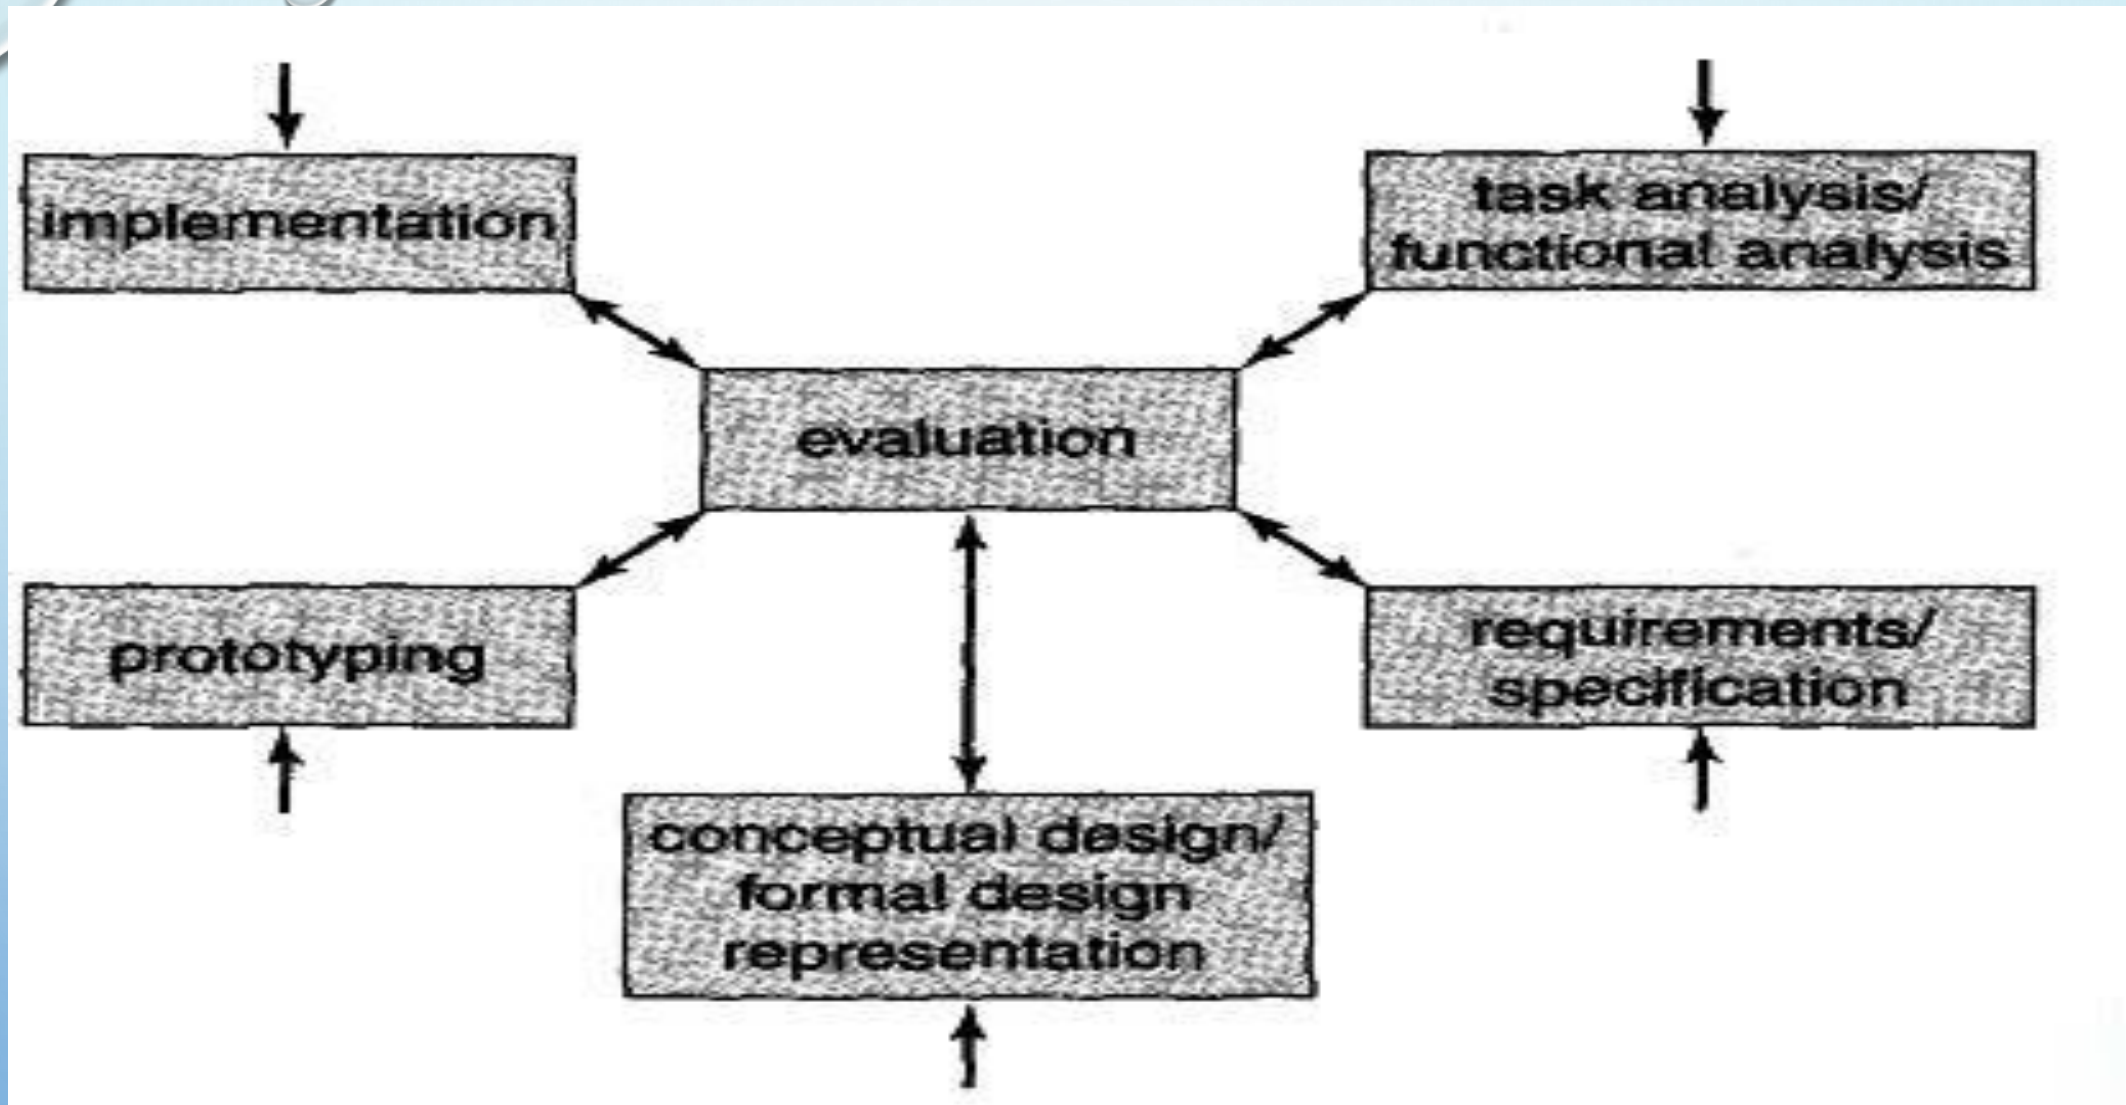 implementation
task analysis/
functional analysis
evaluation
prototyping
requirements/
specification
conceptual design/
formal design
representation